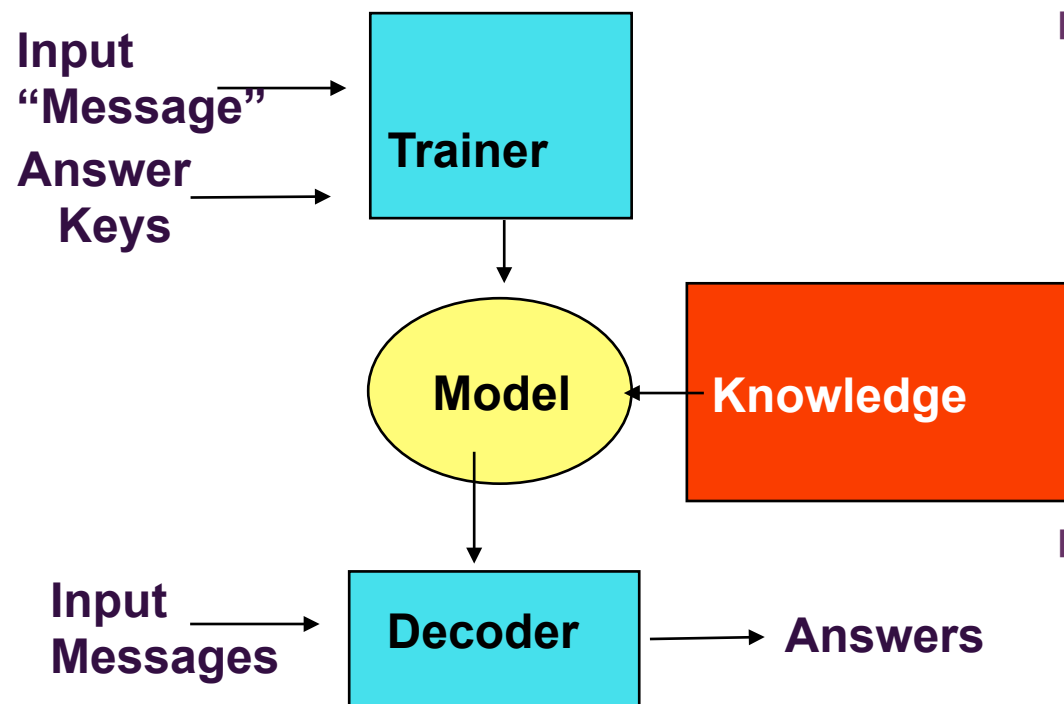 Input
“Message”
Trainer
Answer
Keys
Model
Knowledge
Input
Messages
Decoder
Answers